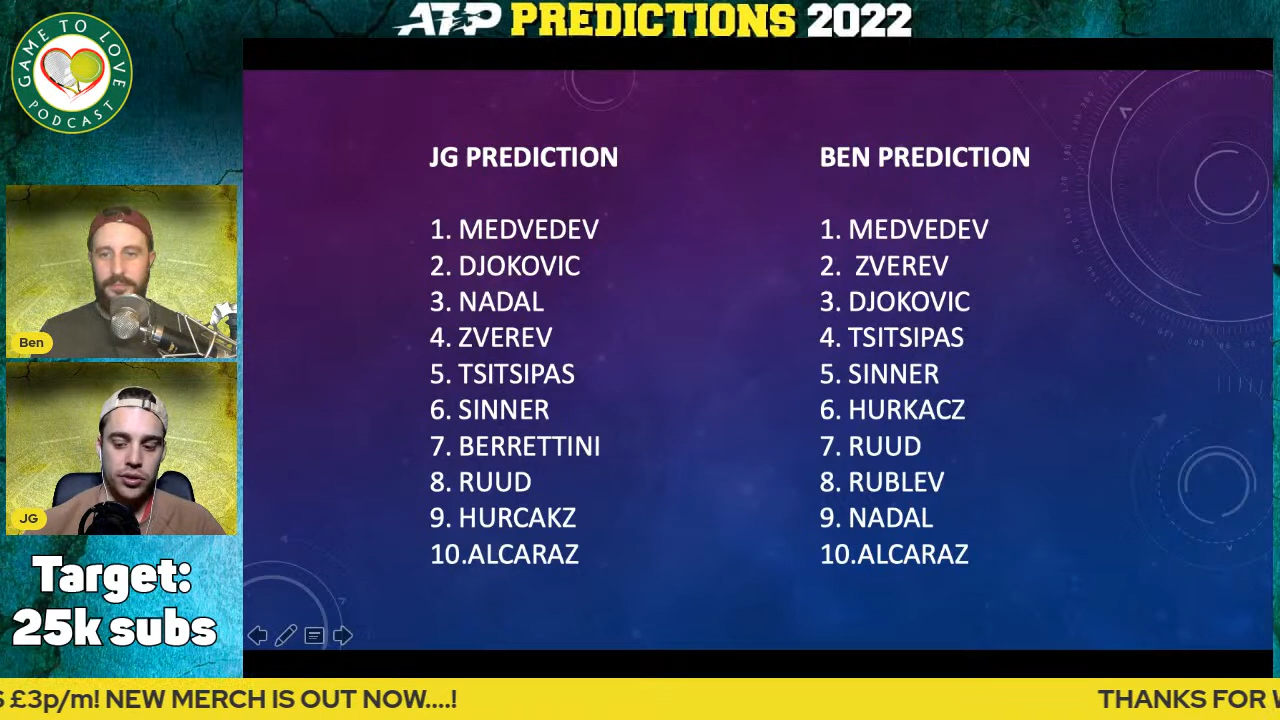 ATP PREDICTIONS 2022
GAME TO LOVE
PODCAST
JG PREDICTION
1. MEDVEDEV
2. DJOKOVIC
3. NADAL
4. ZVEREV
5. TSITSIPAS
6. SINNER
7. BERRETTINI
8. RUUD
9. HURCAKZ
10.ALCARAZ
BEN PREDICTION
1. MEDVEDEV
2. ZVEREV
3. DJOKOVIC
4. TSITSIPAS
5. SINNER
6. HURKACZ
7. RUUD
8. RUBLEV
9. NADAL
10.ALCARAZ
Ben
JG
Target:
25k subs
S £3p/m! NEW MERCH IS OUT NOW....! THANKS FOR